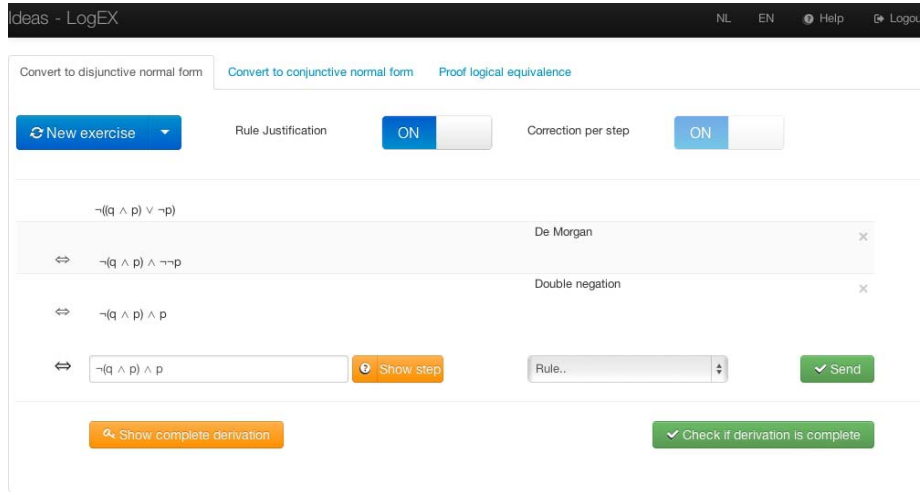 Ideas - LogEX NL EN Help Logou
Convert to disjunctive normal form Convert to conjunctive normal form Proof logical equivalence
New exercise Rule Justification ON Correction per step ON
¬((q ∧ p) ∨ ¬p)
De Morgan ×
⇔ ¬(q ∧ p) ∧ ¬¬p
Double negation ×
⇔ ¬(q ∧ p) ∧ p
⇔ ¬(q ∧ p) ∧ p Show step Rule.. Send
Show complete derivation Check if derivation is complete